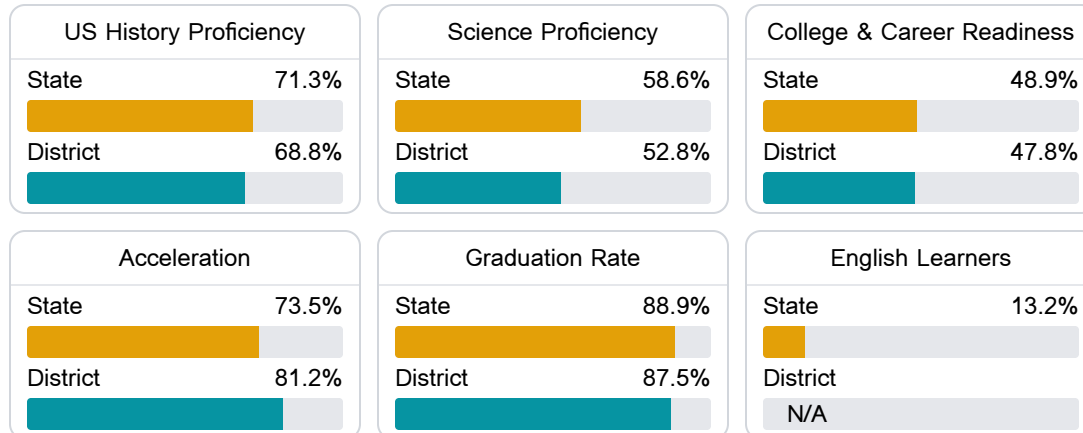 US History Proficiency
State 71.3%
District 68.8%
Science Proficiency
State 58.6%
District 52.8%
College & Career Readiness
State 48.9%
District 47.8%
Acceleration
State 73.5%
District 81.2%
Graduation Rate
State 88.9%
District 87.5%
English Learners
State 13.2%
District
N/A